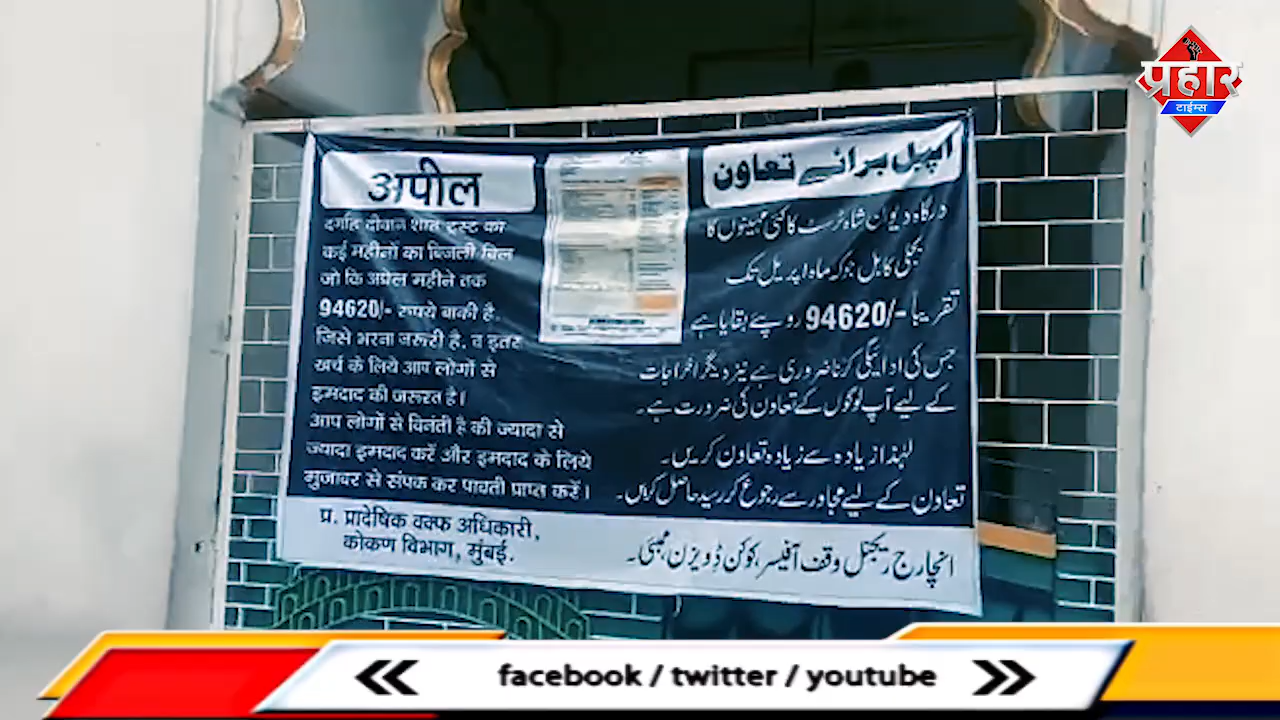 प्रहार
टाईम्स
अपील
दर्गाह दीवान शाह ट्रस्ट का
कई महीनों का बिजली बिल
जो कि अप्रेल महीने तक
94620/- रुपये बाकी है.
जिसे भरना जरूरी है. व इतर
खर्च के लिये आप लोगों से
इमदाद की जरूरत है।
आप लोगों से विनंती है की ज्यादा से
ज्यादा इमदाद करें और इमदाद के लिये
मुजावर से संपर्क कर पावती प्राप्त करें।
प्र. प्रादेषिक वक्फ अधिकारी,
कोकण विभाग, मुंबई.
اپیل برائے تعاون
درگاہ دیوان شاہ ٹرسٹ کا کئی مہینوں کا
بجلی کا بل جو کہ ماہ اپریل تک
تقریباً -/94620 روپے بقایا ہے
جس کی ادائیگی کرنا ضروری ہے نیز دیگر اخراجات
کے لیے آپ لوگوں کے تعاون کی ضرورت ہے۔
لہٰذا زیادہ سے زیادہ تعاون کریں۔
تعاون کے لیے مجاور سے رجوع کر رسید حاصل کریں۔
انچارج ریجنل وقف آفیسر، کوکن ڈویزن ممبئی۔
facebook / twitter / youtube